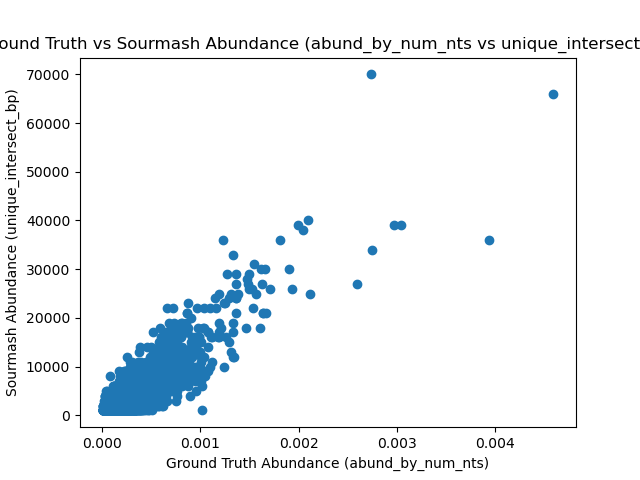 ound Truth vs Sourmash Abundance (abund_by_num_nts vs unique_intersect
Sourmash Abundance (unique_intersect_bp)
70000
60000
50000
40000
30000
20000
10000
0
0.000 0.001 0.002 0.003 0.004
Ground Truth Abundance (abund_by_num_nts)